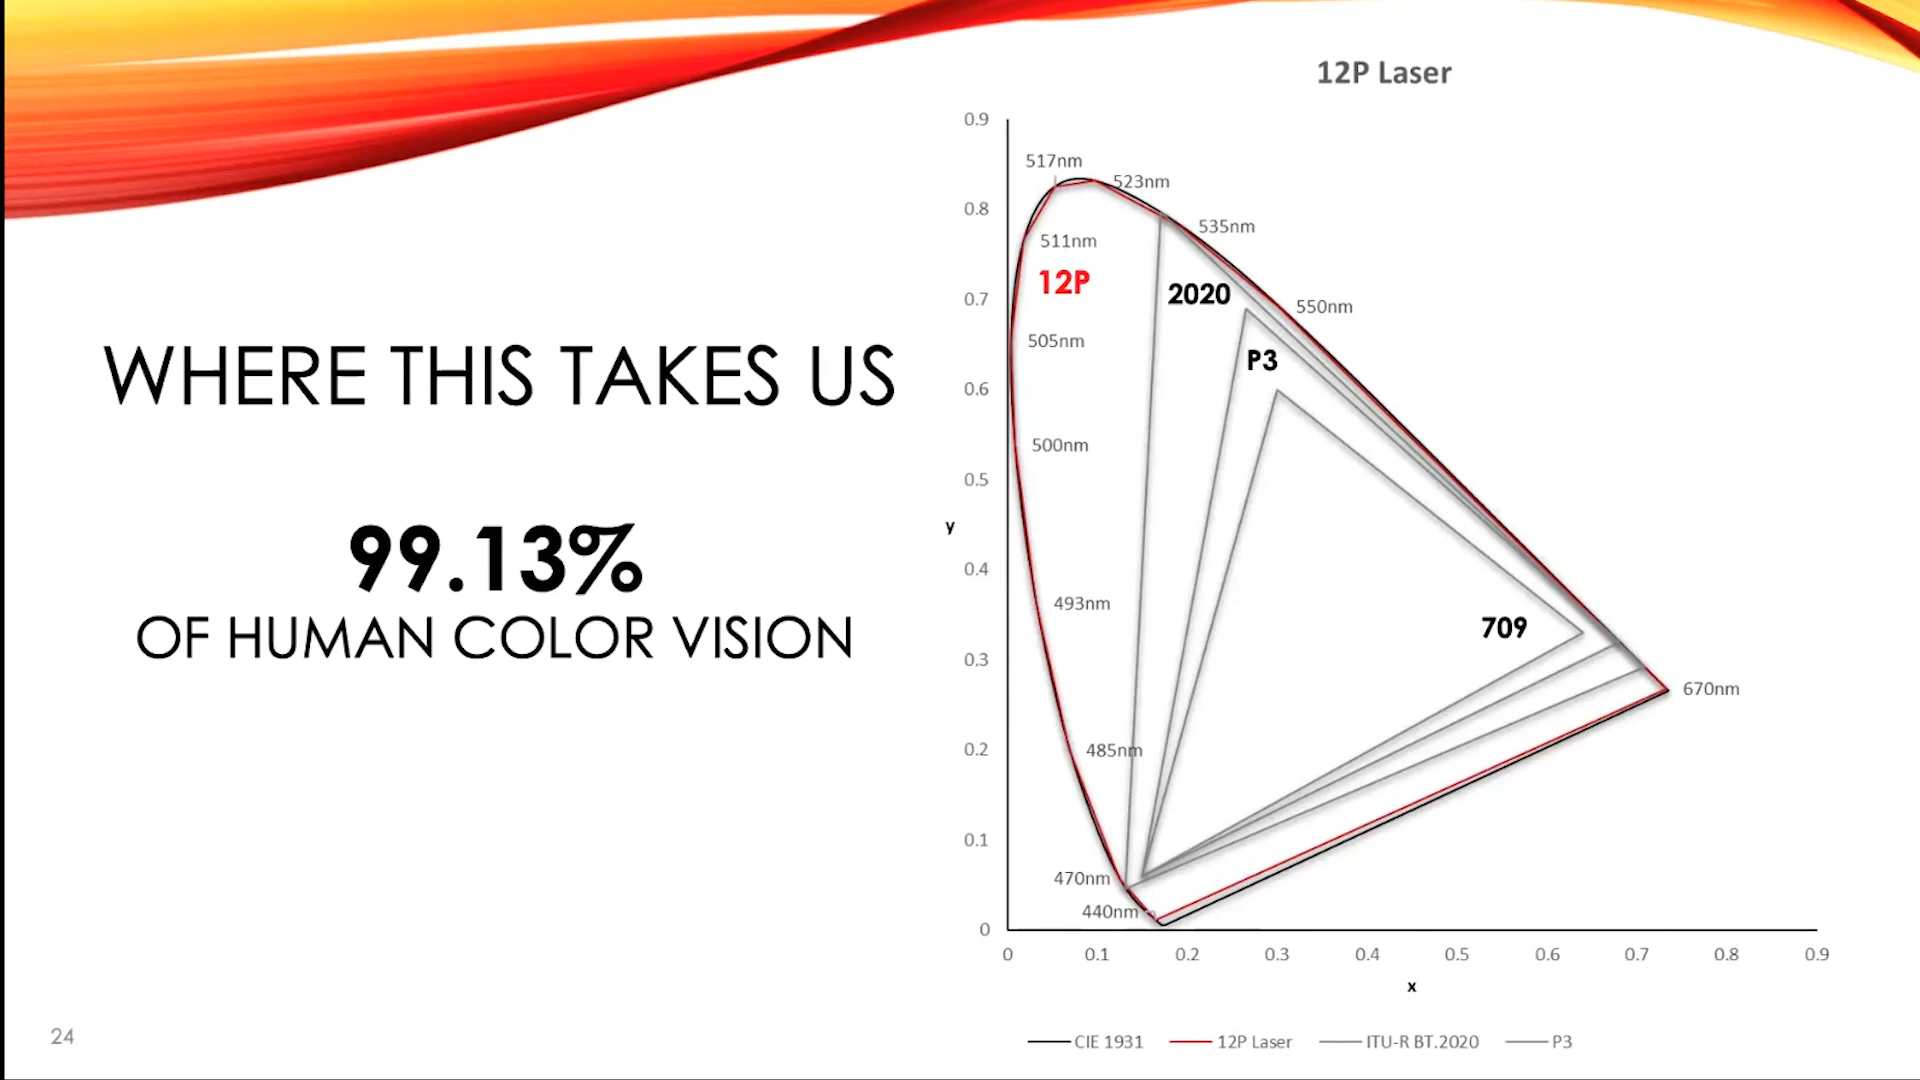 12P Laser
WHERE THIS TAKES US
99.13%
OF HUMAN COLOR VISION
0.9
0.8
0.7
0.6
0.5
0.4
0.3
0.2
0.1
0
y
517nm
523nm
535nm
511nm
12P
2020
550nm
505nm
P3
500nm
493nm
709
670nm
485nm
470nm
440nm
0 0.1 0.2 0.3 0.4 0.5 0.6 0.7 0.8 0.9
x
CIE 1931 12P Laser ITU-R BT.2020 P3
24